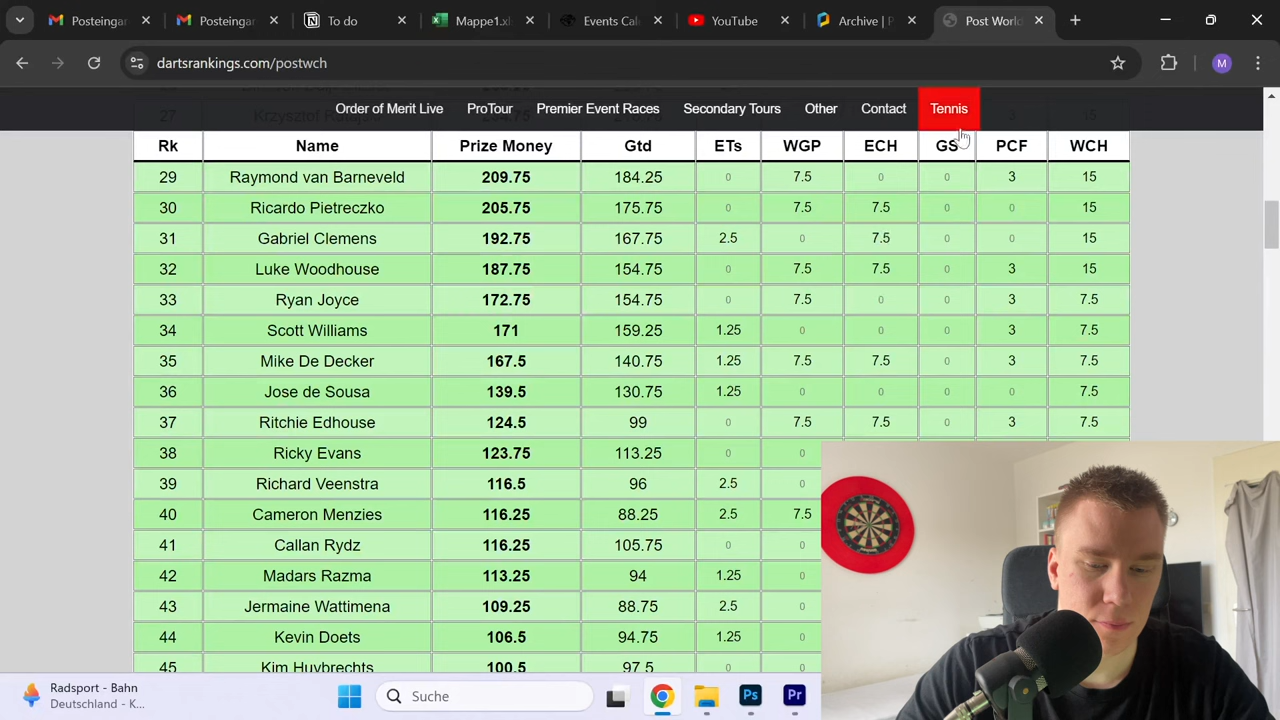 Posteingan
Posteingan
To do
Mappe1.xl
Events Cal
YouTube
Archive | P
Post World
dartsrankings.com/postwch
M
Order of Merit Live ProTour Premier Event Races Secondary Tours Other Contact Tennis
Rk Name Prize Money Gtd ETs WGP ECH GS PCF WCH
29 Raymond van Barneveld 209.75 184.25 0 7.5 0 0 3 15
30 Ricardo Pietreczko 205.75 175.75 0 7.5 7.5 0 0 15
31 Gabriel Clemens 192.75 167.75 2.5 0 7.5 0 0 15
32 Luke Woodhouse 187.75 154.75 0 7.5 7.5 0 3 15
33 Ryan Joyce 172.75 154.75 0 7.5 0 0 3 7.5
34 Scott Williams 171 159.25 1.25 0 0 0 3 7.5
35 Mike De Decker 167.5 140.75 1.25 7.5 7.5 0 3 7.5
36 Jose de Sousa 139.5 130.75 1.25 0 0 0 0 7.5
37 Ritchie Edhouse 124.5 99 0 7.5 7.5 0 3 7.5
38 Ricky Evans 123.75 113.25 0 0
39 Richard Veenstra 116.5 96 2.5 0
40 Cameron Menzies 116.25 88.25 2.5 7.5
41 Callan Rydz 116.25 105.75 0 0
42 Madars Razma 113.25 94 1.25 0
43 Jermaine Wattimena 109.25 88.75 2.5 0
44 Kevin Doets 106.5 94.75 1.25 0
45 Kim Huybrechts 100.5 97.5
Radsport - Bahn
Deutschland - K...
Suche
Ps
Pr